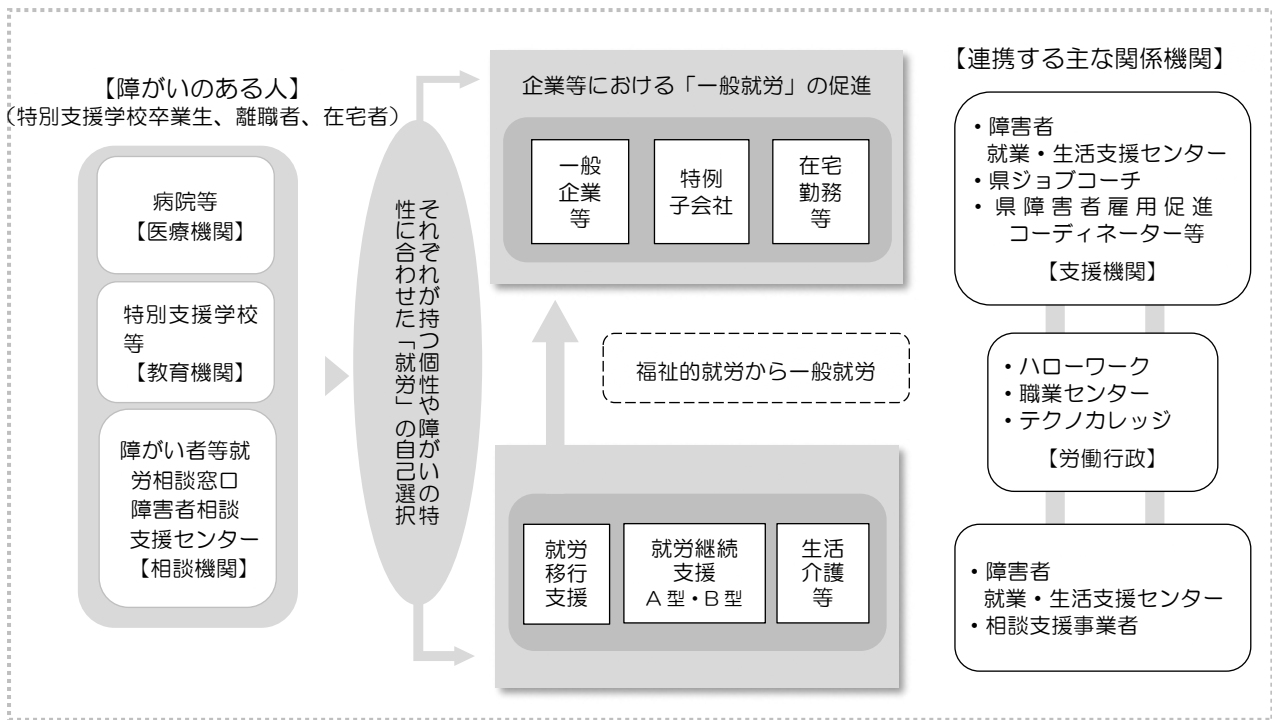 【障がいのある人】
（特別支援学校卒業生、離職者、在宅者）
病院等
【医療機関】
特別支援学校
等
【教育機関】
障がい者等就
労相談窓口
障害者相談
支援センター
【相談機関】
それぞれが持つ個性や障がいの特
性に合わせた「就労」の自己選択
企業等における「一般就労」の促進
一般
企業
等
特例
子会社
在宅
勤務
等
福祉的就労から一般就労
就労
移行
支援
就労継続
支援
A型・B型
生活
介護
等
【連携する主な関係機関】
・障害者
就業・生活支援センター
・県ジョブコーチ
・県障害者雇用促進
コーディネーター等
【支援機関】
・ハローワーク
・職業センター
・テクノカレッジ
【労働行政】
・障害者
就業・生活支援センター
・相談支援事業者